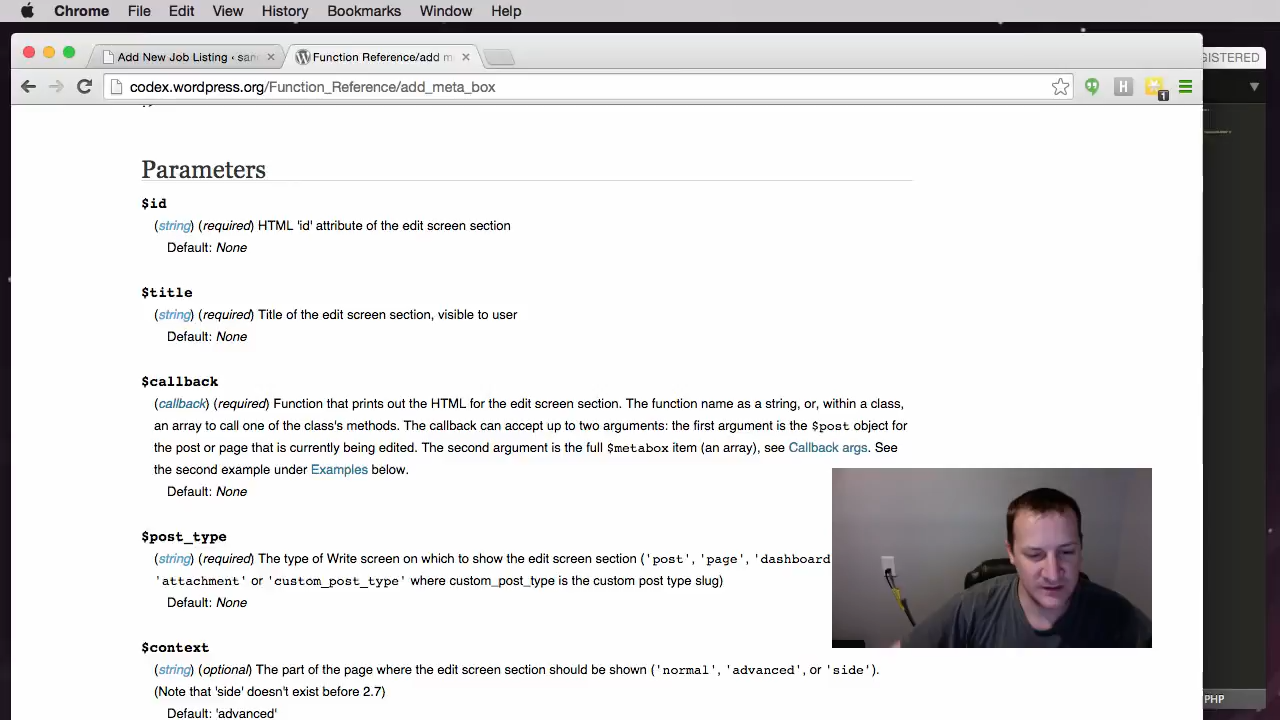 Chrome File Edit View History Bookmarks Window Help
Add New Job Listing ‹ san
Function Reference/add m
GISTERED
codex.wordpress.org/Function_Reference/add_meta_box
H
1
Parameters
$id
(string) (required) HTML 'id' attribute of the edit screen section
Default: None
$title
(string) (required) Title of the edit screen section, visible to user
Default: None
$callback
(callback) (required) Function that prints out the HTML for the edit screen section. The function name as a string, or, within a class,
an array to call one of the class's methods. The callback can accept up to two arguments: the first argument is the $post object for
the post or page that is currently being edited. The second argument is the full $metabox item (an array), see Callback args. See
the second example under Examples below.
Default: None
$post_type
(string) (required) The type of Write screen on which to show the edit screen section ('post', 'page', 'dashboard
'attachment' or 'custom_post_type' where custom_post_type is the custom post type slug)
Default: None
$context
(string) (optional) The part of the page where the edit screen section should be shown ('normal', 'advanced', or 'side').
(Note that 'side' doesn't exist before 2.7)
PHP
Default: 'advanced'